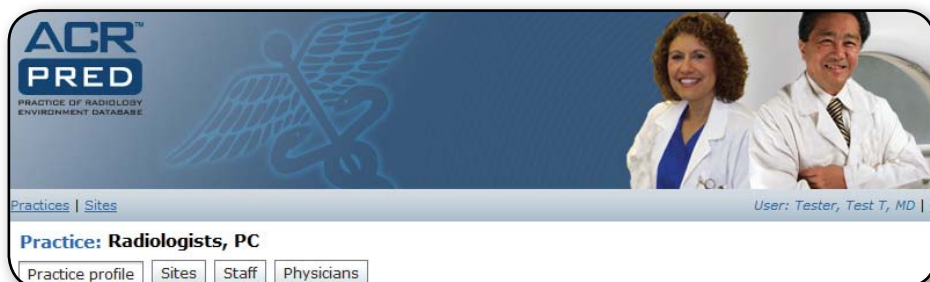 ACR™
PRED
PRACTICE OF RADIOLOGY
ENVIRONMENT DATABASE
Practices | Sites
User: Tester, Test T, MD |
Practice: Radiologists, PC
Practice profile Sites Staff Physicians